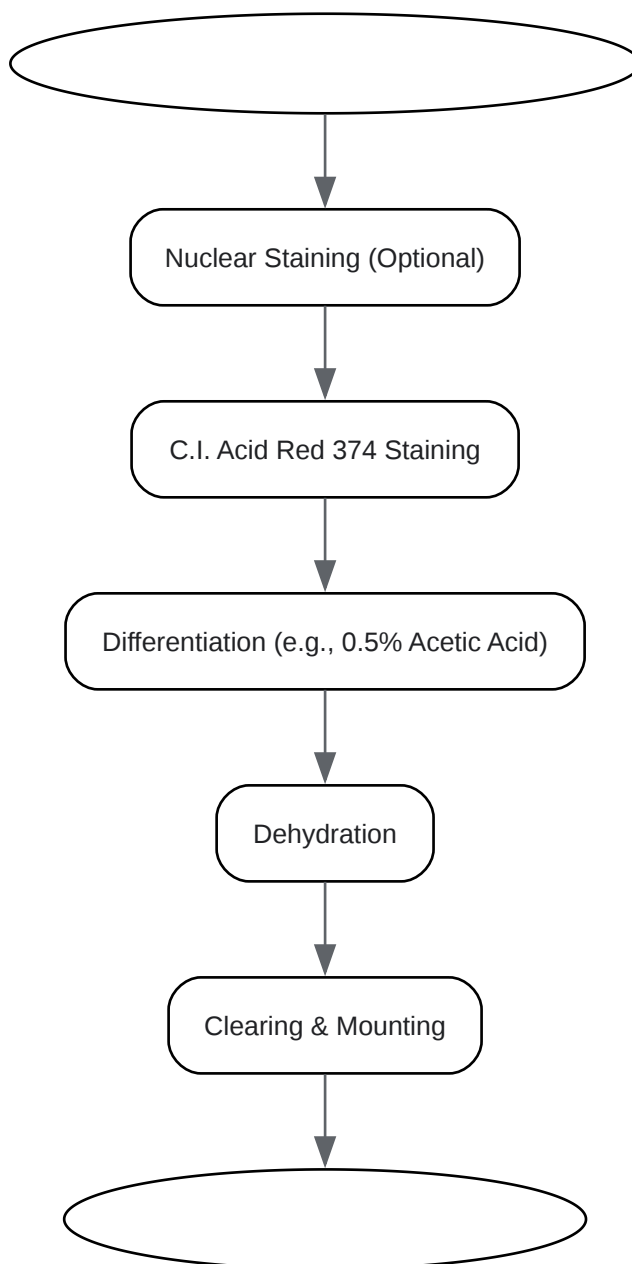 Nuclear Staining (Optional)
C.I. Acid Red 374 Staining
Differentiation (e.g., 0.5% Acetic Acid)
Dehydration
Clearing & Mounting